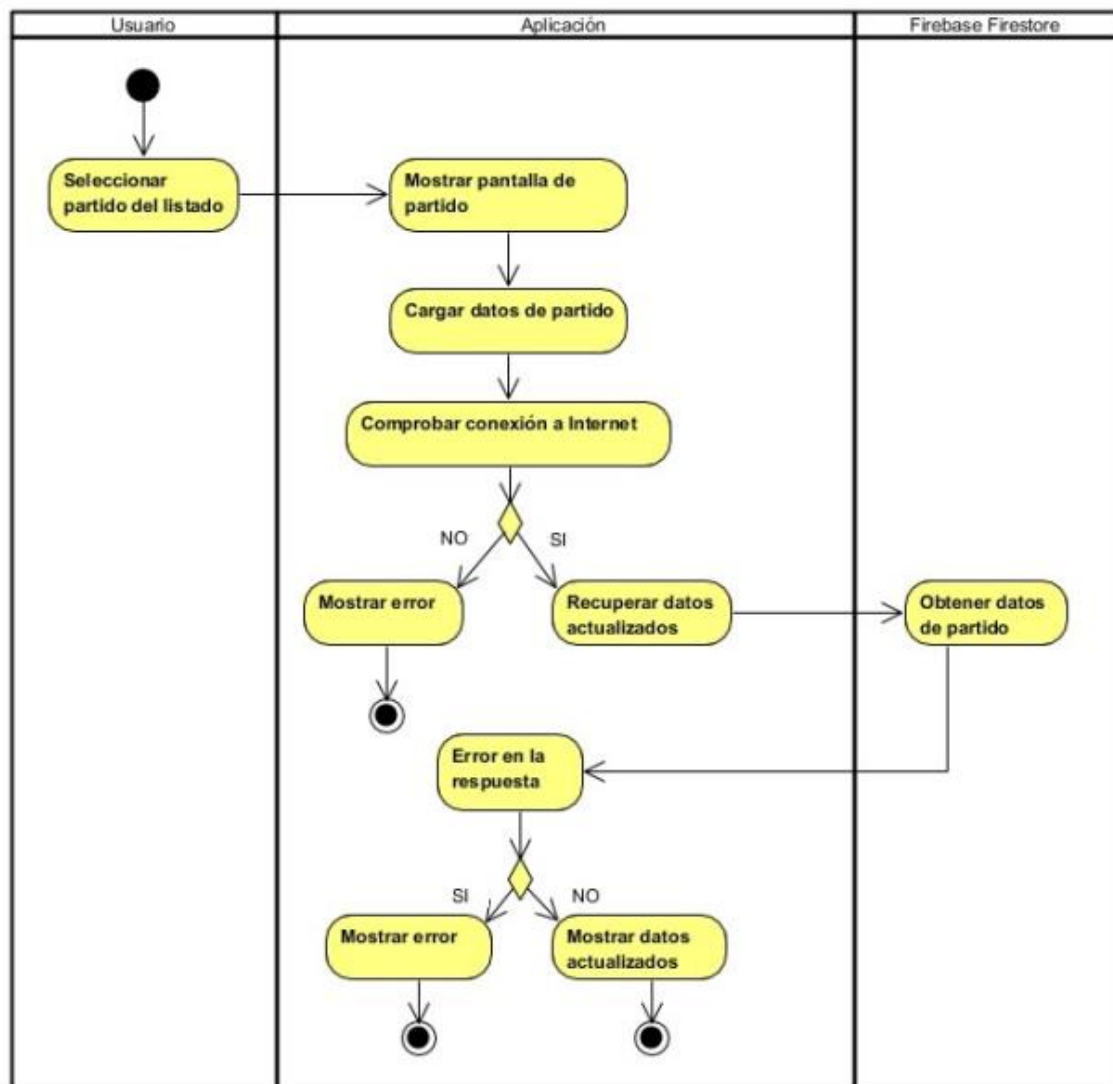 Usuario
Aplicación
Firebase Firestore
Seleccionar
partido del listado
Mostrar pantalla de
partido
Cargar datos de partido
Comprobar conexión a Internet
NO
SI
Mostrar error
Recuperar datos
actualizados
Obtener datos
de partido
Error en la
respuesta
SI
NO
Mostrar error
Mostrar datos
actualizados